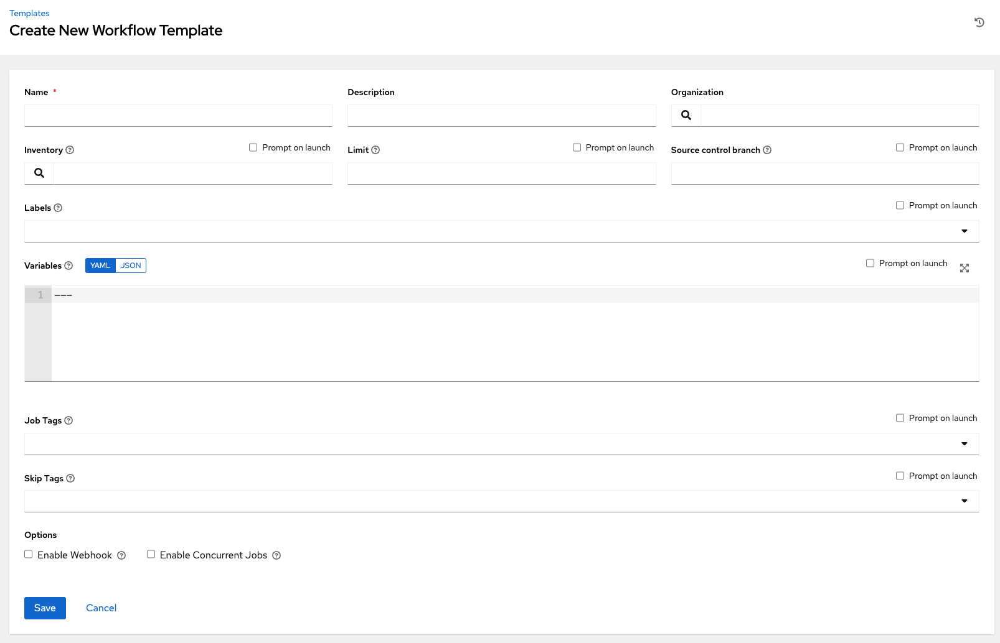 Templates
Create New Workflow Template
Name *
Description
Organization
Inventory
Prompt on launch
Limit
Prompt on launch
Source control branch
Prompt on launch
Labels
Prompt on launch
Variables
YAML JSON
Prompt on launch
1 ---
Job Tags
Prompt on launch
Skip Tags
Prompt on launch
Options
Enable Webhook
Enable Concurrent Jobs
Save
Cancel